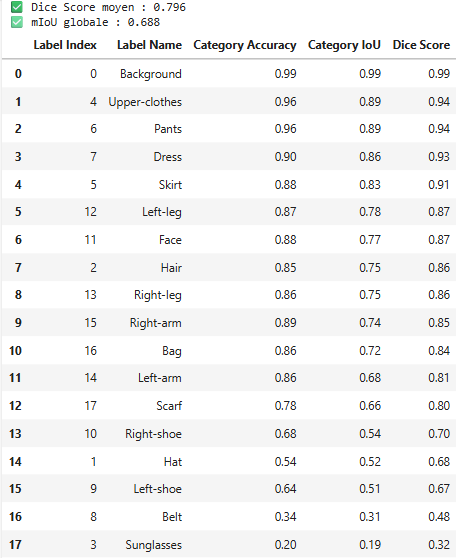 ✅ Dice Score moyen : 0.796
✅ mIoU globale : 0.688
Label Index Label Name Category Accuracy Category IoU Dice Score
0 0 Background 0.99 0.99 0.99
1 4 Upper-clothes 0.96 0.89 0.94
2 6 Pants 0.96 0.89 0.94
3 7 Dress 0.90 0.86 0.93
4 5 Skirt 0.88 0.83 0.91
5 12 Left-leg 0.87 0.78 0.87
6 11 Face 0.88 0.77 0.87
7 2 Hair 0.85 0.75 0.86
8 13 Right-leg 0.86 0.75 0.86
9 15 Right-arm 0.89 0.74 0.85
10 16 Bag 0.86 0.72 0.84
11 14 Left-arm 0.86 0.68 0.81
12 17 Scarf 0.78 0.66 0.80
13 10 Right-shoe 0.68 0.54 0.70
14 1 Hat 0.54 0.52 0.68
15 9 Left-shoe 0.64 0.51 0.67
16 8 Belt 0.34 0.31 0.48
17 3 Sunglasses 0.20 0.19 0.32